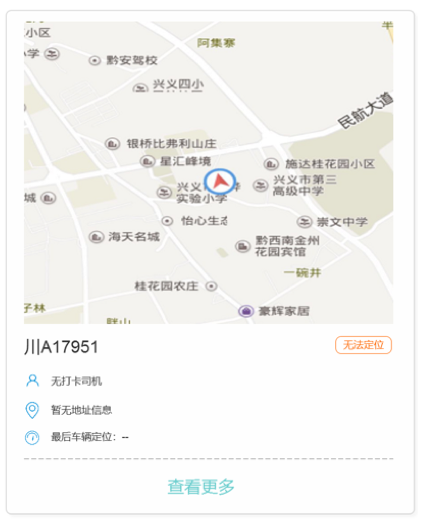 小区
阿集寨
学
黔安驾校
兴义四小
民航大道
银桥比弗利山庄
星汇峰境
施达桂花园小区
兴义市第三
高级中学
兴义
实验小学
城
怡心生态
崇文中学
海天名城
黔西南金州
花园宾馆
一碗井
桂花园农庄
子林
豪辉家居
川A17951
无法定位
无打卡司机
暂无地址信息
最后车辆定位：--
查看更多